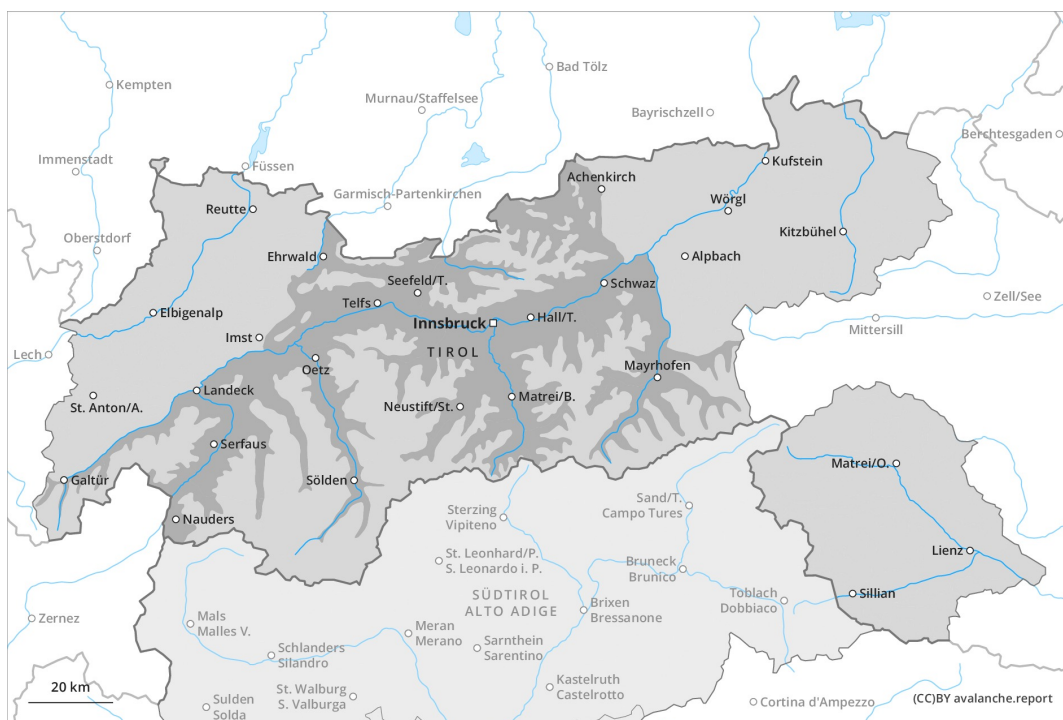 Kempten
Bad Tölz
Murnau/Staffelsee
Bayrischzell
Berchtesgaden
Immenstadt
Füssen
Kufstein
Achenkirch
Garmisch-Partenkirchen
Reutte
Wörgl
Kitzbühel
Oberstdorf
Ehrwald
Alpbach
Seefeld/T.
Schwaz
Zell/See
Telfs
Elbigenalp
Hall/T.
Innsbruck
Mittersill
Imst
TIROL
Lech
Oetz
Mayrhofen
Landeck
St. Anton/A.
Neustift/St.
Matrei/B.
Serfaus
Matrei/O.
Galtür
Sölden
Sand/T.
Campo Tures
Sterzing
Vipiteno
Nauders
Lienz
St. Leonhard/P.
S. Leonardo i. P.
Bruneck
Brunico
SÜDTIROL
ALTO ADIGE
Sillian
Toblach
Dobbiaco
Brixen
Bressanone
Zernez
Mals
Malles V.
Meran
Merano
Sarnthein
Sarentino
Schlanders
Silandro
Kastelruth
Castelrotto
20 km
St. Walburg
S. Valburga
Sulden
Solda
Cortina d'Ampezzo
(CC)BY avalanche.report